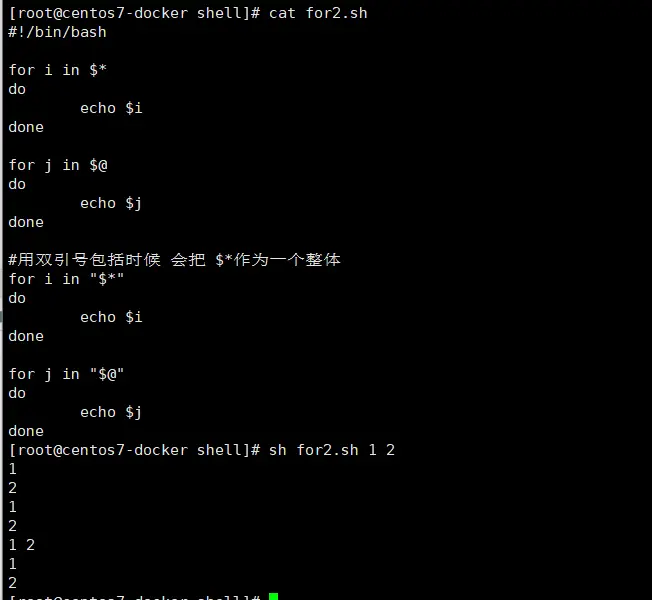 [root@centos7-docker shell]# cat for2.sh
#!/bin/bash
for i in $*
do
echo $i
done
for j in $@
do
echo $j
done
#用双引号包括时候 会把 $*作为一个整体
for i in "$*"
do
echo $i
done
for j in "$@"
do
echo $j
done
[root@centos7-docker shell]# sh for2.sh 1 2
1
2
1
2
1 2
1
2
[root@centos7-docker shell]#